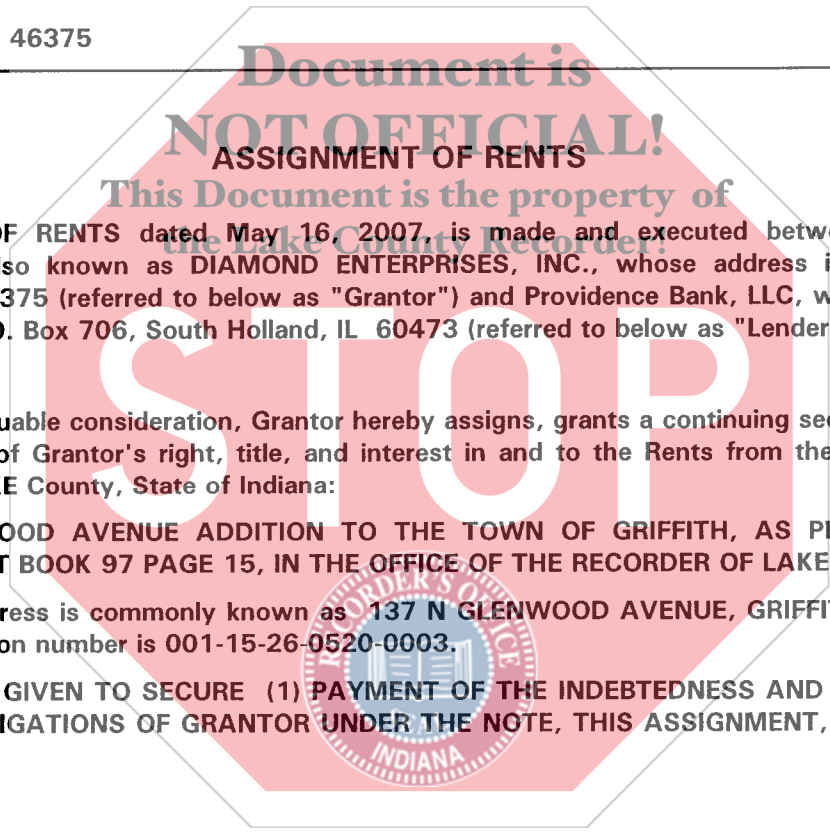 46375
Document is
NOT OFFICIAL!
ASSIGNMENT OF RENTS
This Document is the property of
the Lake County Recorder!
OF RENTS dated May 16, 2007, is made and executed betw
lso known as DIAMOND ENTERPRISES, INC., whose address i
375 (referred to below as "Grantor") and Providence Bank, LLC, w
. Box 706, South Holland, IL 60473 (referred to below as "Lender
STOP
uable consideration, Grantor hereby assigns, grants a continuing sec
of Grantor's right, title, and interest in and to the Rents from the
E County, State of Indiana:
OOD AVENUE ADDITION TO THE TOWN OF GRIFFITH, AS P
T BOOK 97 PAGE 15, IN THE OFFICE OF THE RECORDER OF LAKE
ress is commonly known as 137 N GLENWOOD AVENUE, GRIFFI
on number is 001-15-26-0520-0003.
GIVEN TO SECURE (1) PAYMENT OF THE INDEBTEDNESS AND
IGATIONS OF GRANTOR UNDER THE NOTE, THIS ASSIGNMENT,
RECORDER'S OFFICE
INDIANA